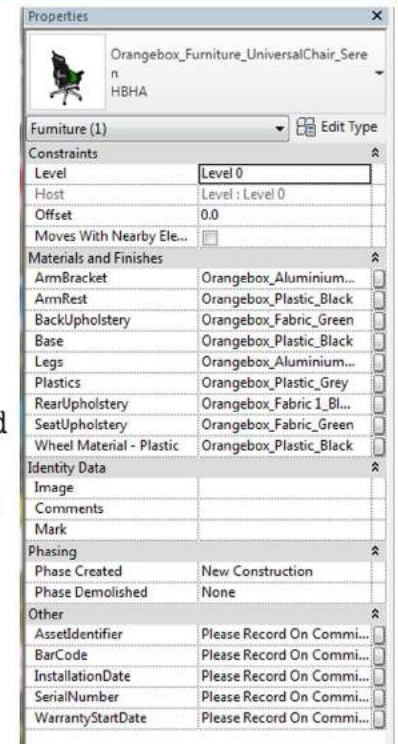 Properties
Orangebox_Furniture_UniversalChair_Sere
n
HBHA
Furniture (1) Edit Type
Constraints
Level Level 0
Host Level : Level 0
Offset 0.0
Moves With Nearby Ele...
Materials and Finishes
ArmBracket Orangebox_Aluminium...
ArmRest Orangebox_Plastic_Black
BackUpholstery Orangebox_Fabric_Green
Base Orangebox_Plastic_Black
Legs Orangebox_Aluminium...
Plastics Orangebox_Plastic_Grey
RearUpholstery Orangebox_Fabric 1_Bl...
SeatUpholstery Orangebox_Fabric_Green
Wheel Material - Plastic Orangebox_Plastic_Black
Identity Data
Image
Comments
Mark
Phasing
Phase Created New Construction
Phase Demolished None
Other
AssetIdentifier Please Record On Commi...
BarCode Please Record On Commi...
InstallationDate Please Record On Commi...
SerialNumber Please Record On Commi...
WarrantyStartDate Please Record On Commi...